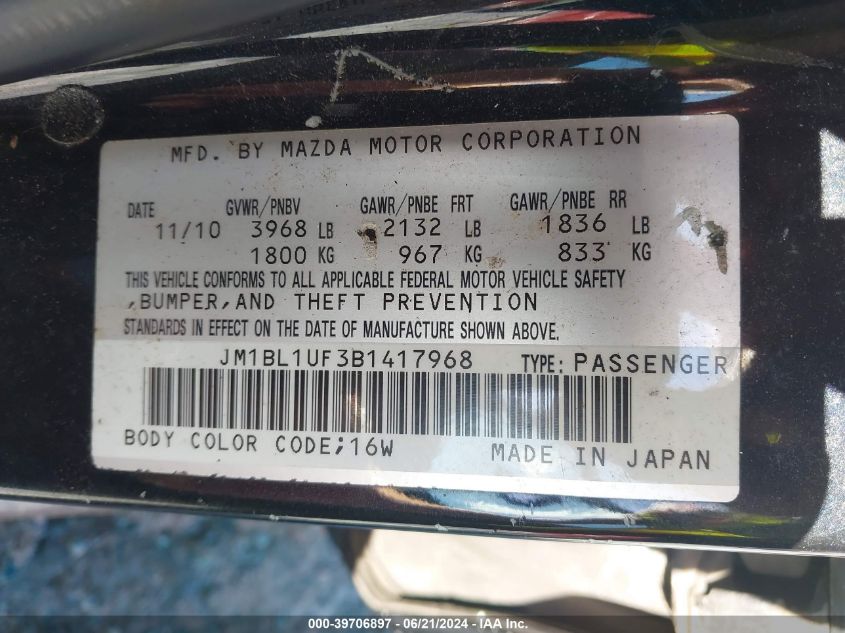 MFD. BY MAZDA MOTOR CORPORATION
DATE GVWR/PNBV GAWR/PNBE FRT GAWR/PNBE RR
11/10 3968 LB 2132 LB 1836 LB
1800 KG 967 KG 833 KG
THIS VEHICLE CONFORMS TO ALL APPLICABLE FEDERAL MOTOR VEHICLE SAFETY
,BUMPER,AND THEFT PREVENTION
STANDARDS IN EFFECT ON THE DATE OF MANUFACTURE SHOWN ABOVE.
JM1BL1UF3B1417968 TYPE: PASSENGER
BODY COLOR CODE;16W MADE IN JAPAN
000-39706897 - 06/21/2024 - IAA Inc.